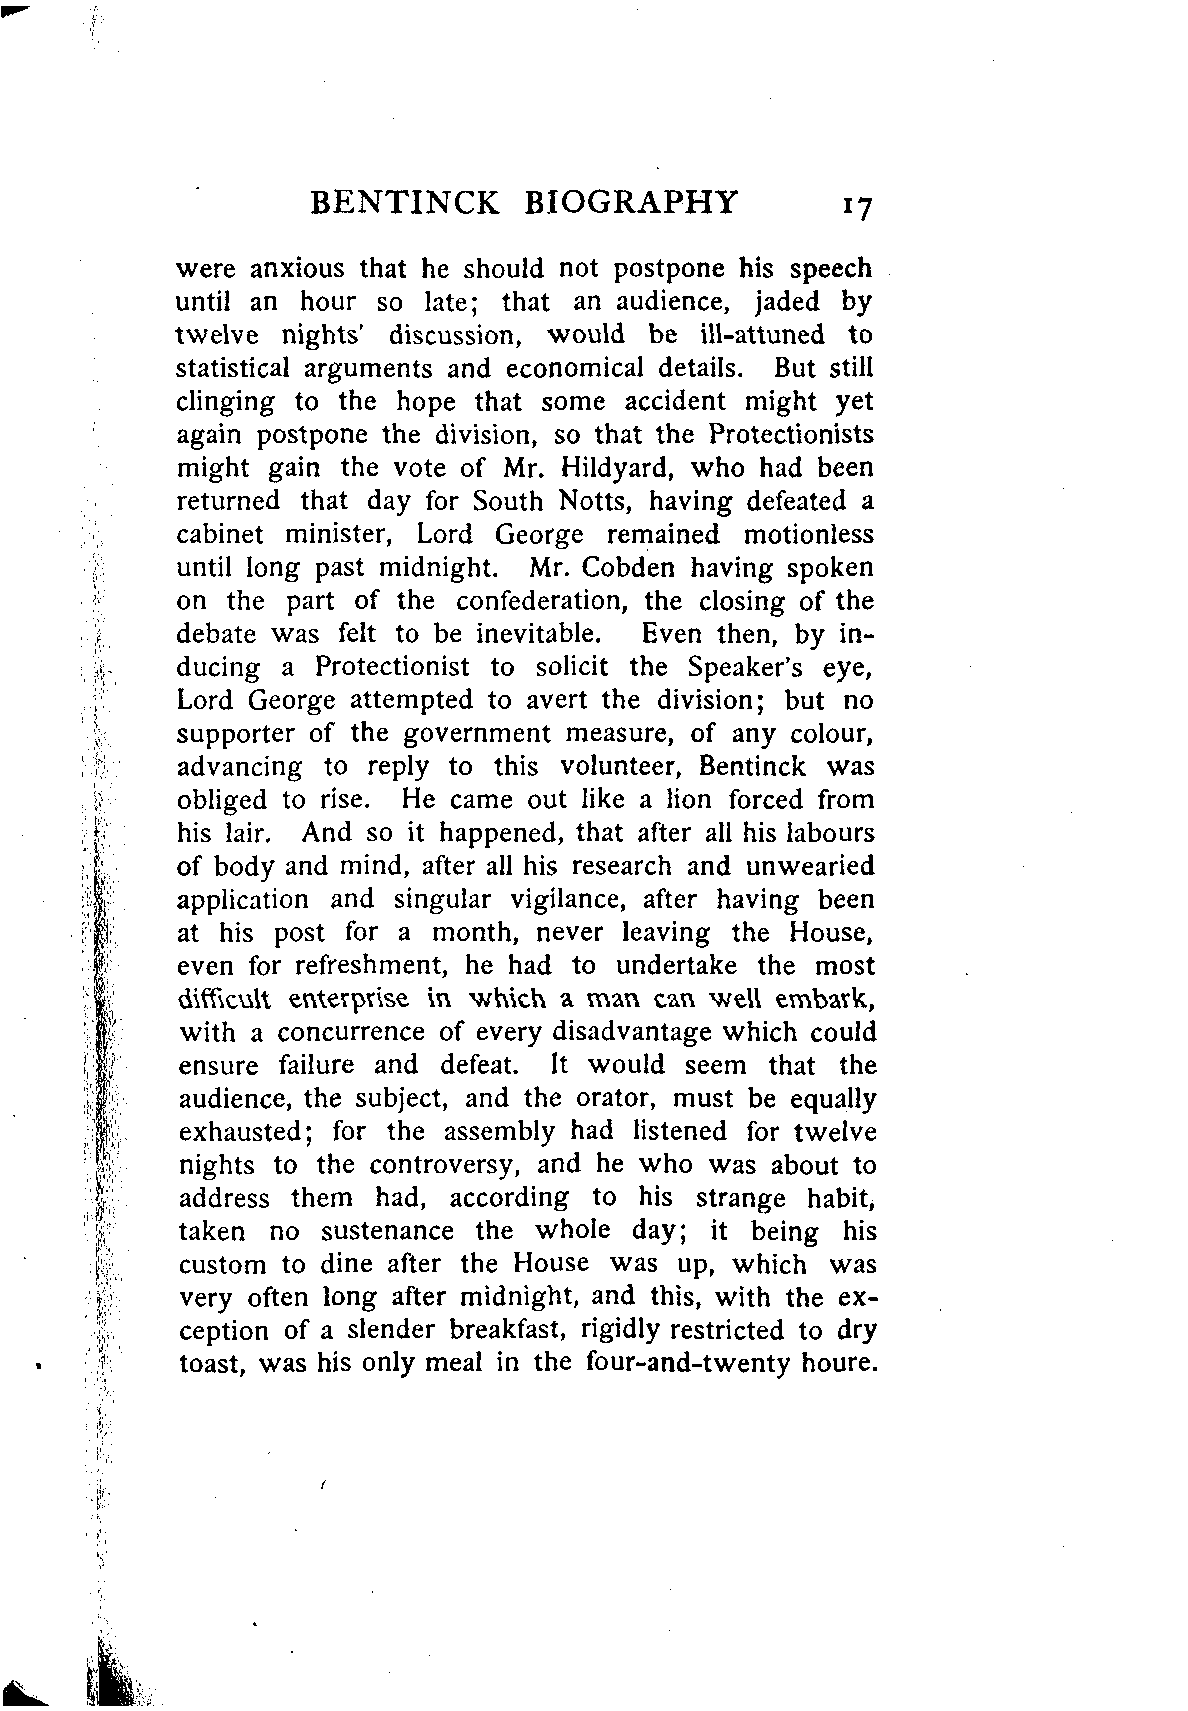 BENTINCK BIOGRAPHY 17
were anxious that he should not postpone his speech
until an hour so late; that an audience, jaded by
twelve nights' discussion, would be ill-attuned to
statistical arguments and economical details. But still
clinging to the hope that some accident might yet
again postpone the division, so that the Protectionists
might gain the vote of Mr. Hildyard, who had been
returned that day for South Notts, having defeated a
cabinet minister, Lord George remained motionless
until long past midnight. Mr. Cobden having spoken
on the part of the confederation, the closing of the
debate was felt to be inevitable. Even then, by in-
ducing a Protectionist to solicit the Speaker's eye,
Lord George attempted to avert the division; but no
supporter of the government measure, of any colour,
advancing to reply to this volunteer, Bentinck was
obliged to rise. He came out like a lion forced from
his lair. And so it happened, that after all his labours
of body and mind, after all his research and unwearied
application and singular vigilance, after having been
at his post for a month, never leaving the House,
even for refreshment, he had to undertake the most
difficult enterprise in which a man can well embark,
with a concurrence of every disadvantage which could
ensure failure and defeat. It would seem that the
audience, the subject, and the orator, must be equally
exhausted; for the assembly had listened for twelve
nights to the controversy, and he who was about to
address them had, according to his strange habit,
taken no sustenance the whole day; it being his
custom to dine after the House was up, which was
very often long after midnight, and this, with the ex-
ception of a slender breakfast, rigidly restricted to dry
toast, was his only meal in the four-and-twenty houre.